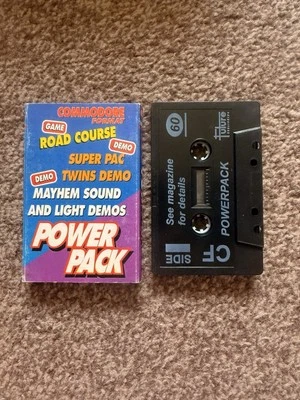 COMMODORE
FORMAT
GAME
ROAD COURSE
DEMO
SUPER PAC
TWINS DEMO
DEMO
MAYHEM SOUND
AND LIGHT DEMOS
POWER
PACK
60
Future
See magazine
for details
POWERPACK
SIDE
CF